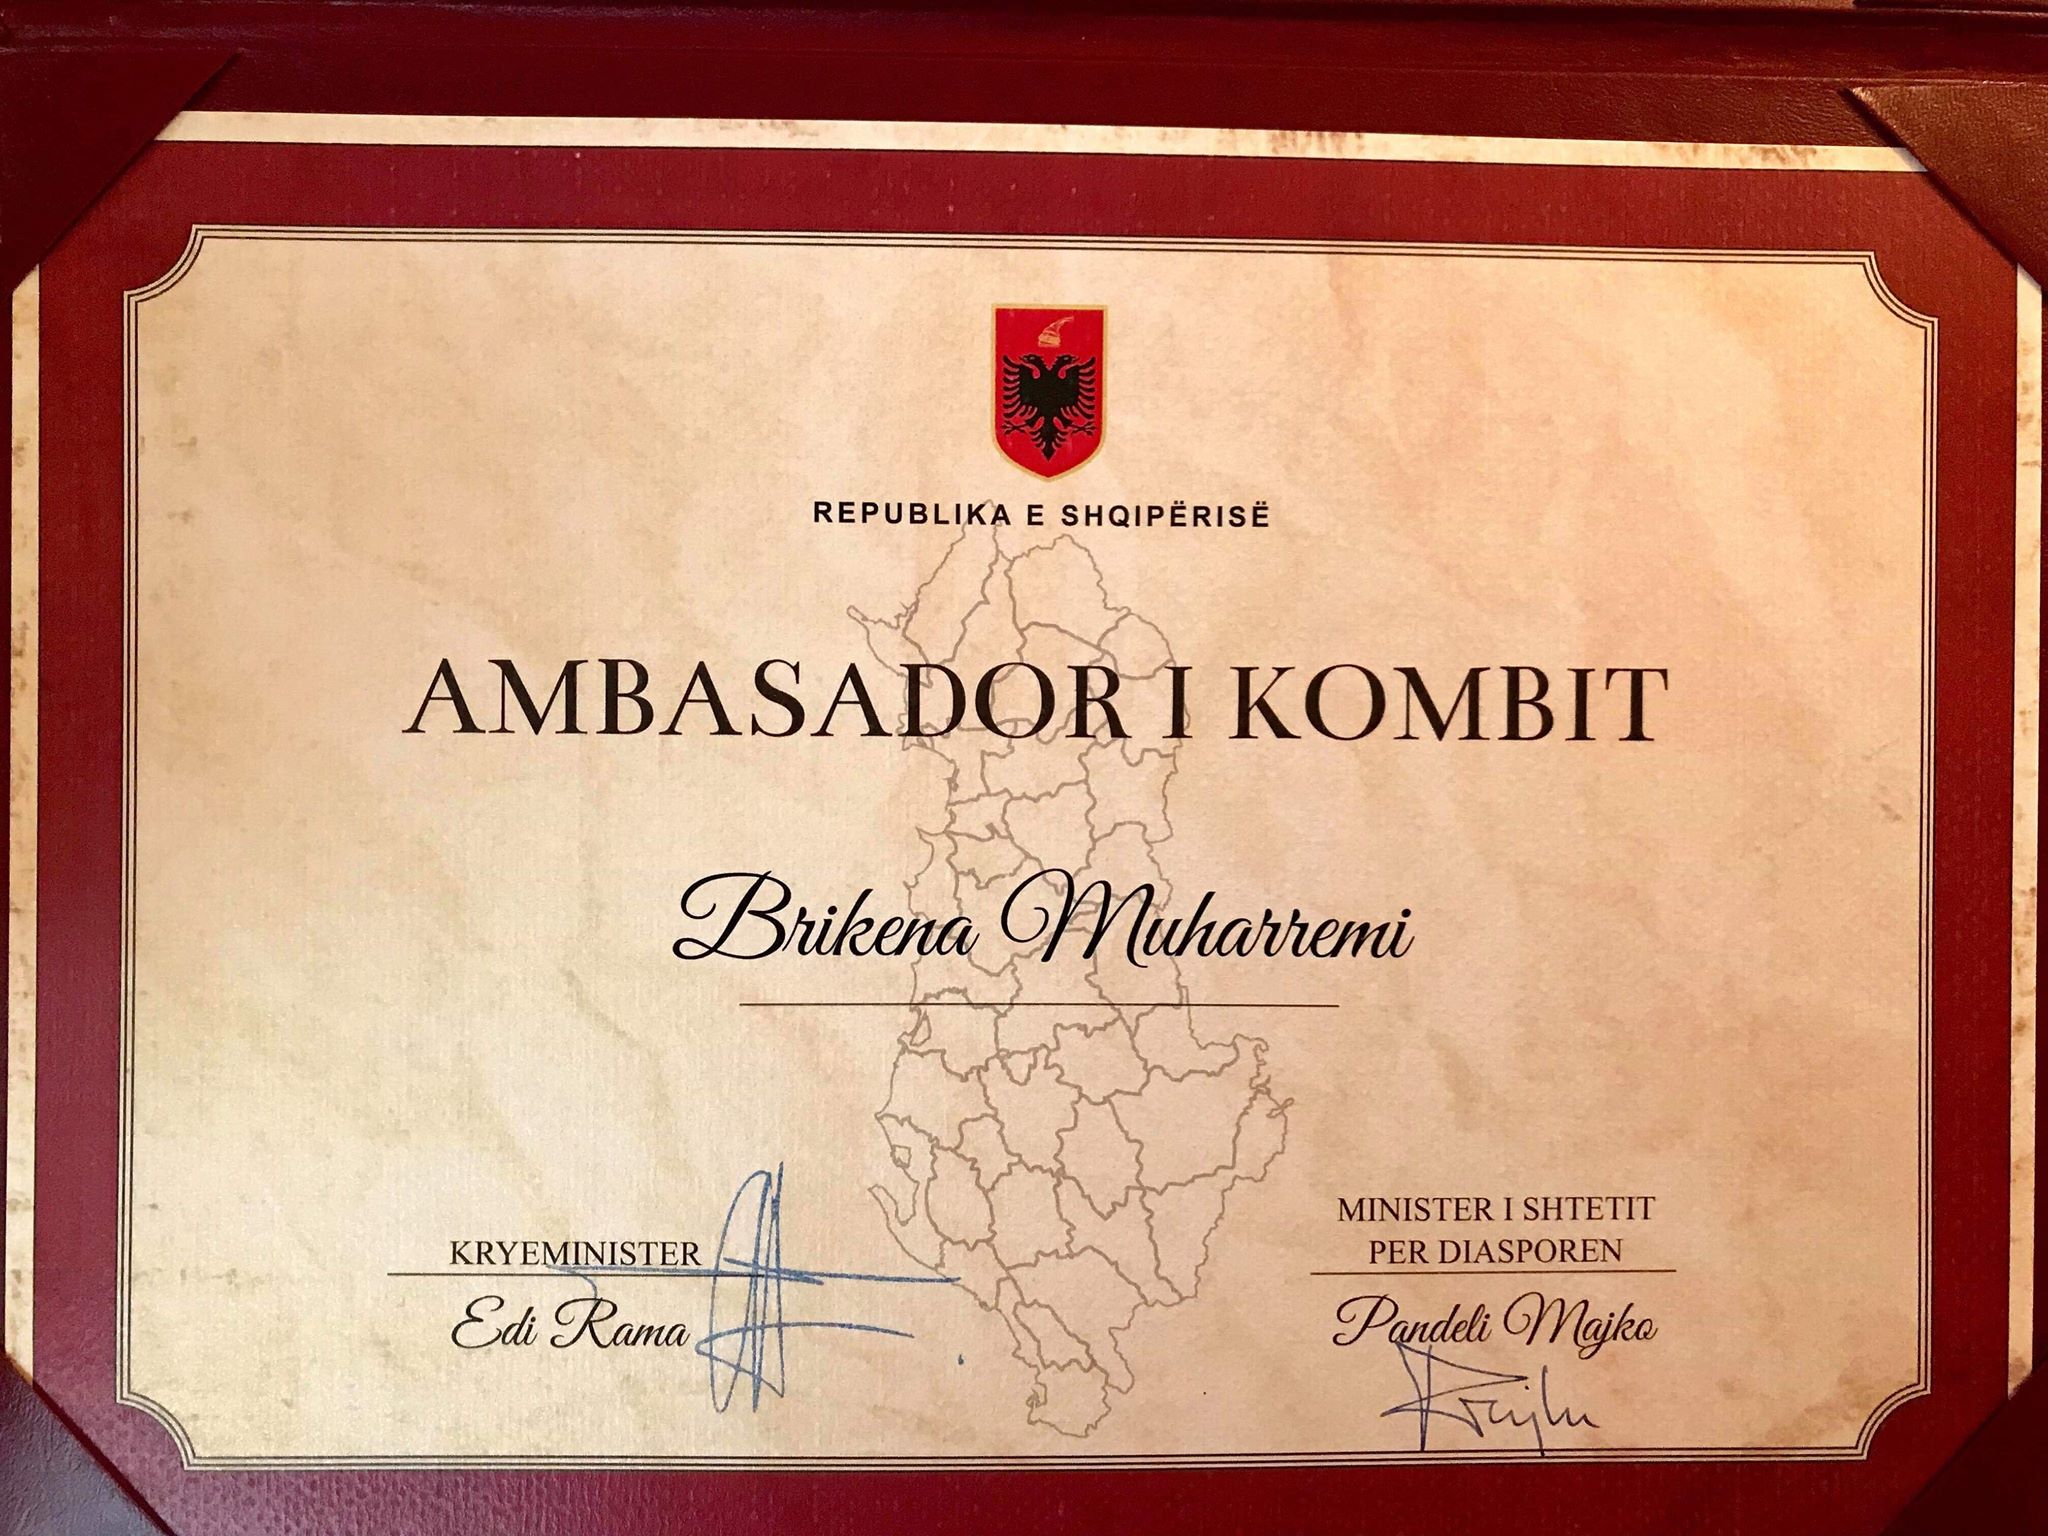 REPUBLIKA E SHQIPËRISË
AMBASADOR I KOMBIT
Brikena Muharremi
KRYEMINISTER
Edi Rama
MINISTER I SHTETIT
PER DIASPOREN
Pandeli Majko